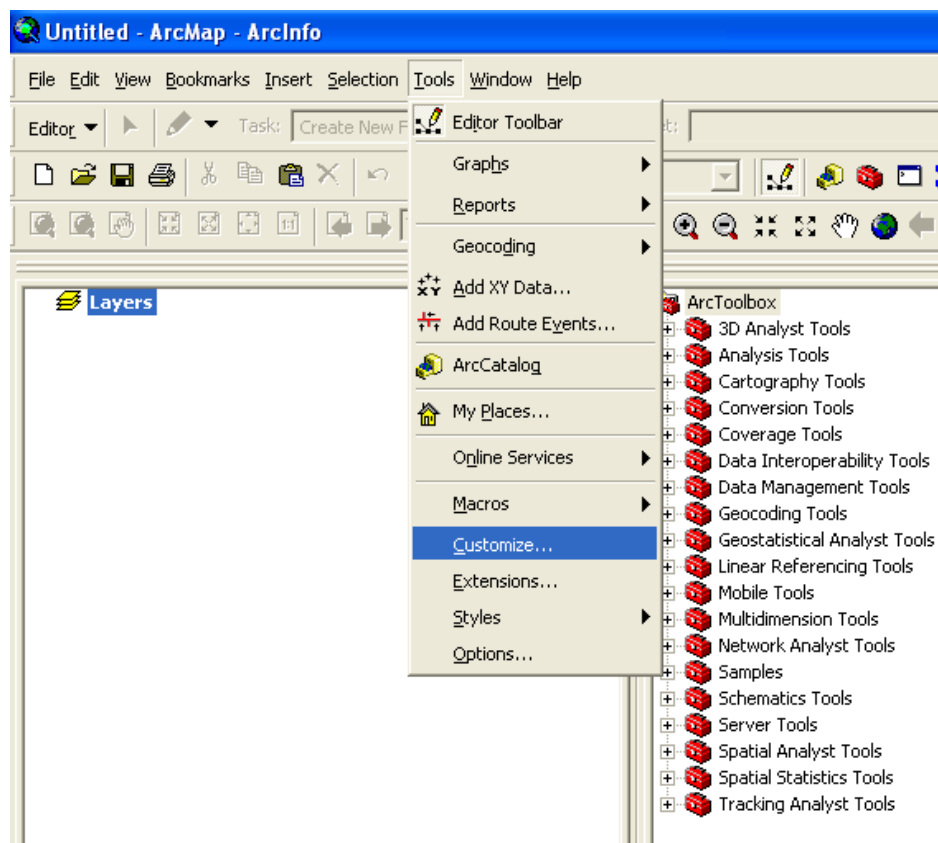 Untitled - ArcMap - ArcInfo
File Edit View Bookmarks Insert Selection Tools Window Help
Editor Task: Create New F et:
1:1
Layers
Editor Toolbar
Graphs
Reports
Geocoding
Add XY Data...
Add Route Events...
ArcCatalog
My Places...
Online Services
Macros
Customize...
Extensions...
Styles
Options...
ArcToolbox
3D Analyst Tools
Analysis Tools
Cartography Tools
Conversion Tools
Coverage Tools
Data Interoperability Tools
Data Management Tools
Geocoding Tools
Geostatistical Analyst Tools
Linear Referencing Tools
Mobile Tools
Multidimension Tools
Network Analyst Tools
Samples
Schematics Tools
Server Tools
Spatial Analyst Tools
Spatial Statistics Tools
Tracking Analyst Tools